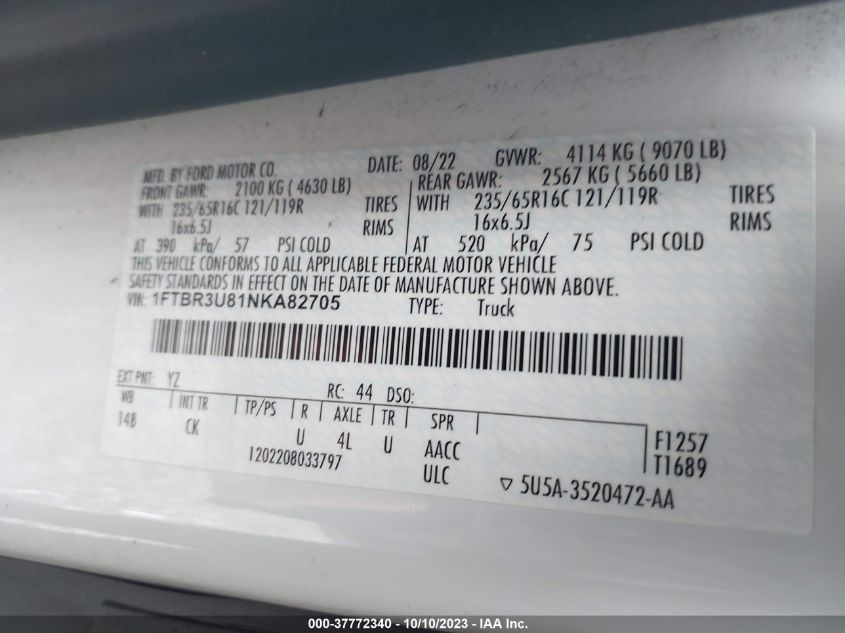 MFD. BY FORD MOTOR CO. DATE: 08/22 GVWR: 4114 KG ( 9070 LB)
FRONT GAWR: 2100 KG ( 4630 LB) REAR GAWR: 2567 KG ( 5660 LB)
WITH 235/65R16C 121/119R TIRES WITH 235/65R16C 121/119R TIRES
16x6.5J RIMS 16x6.5J RIMS
AT 390 kPa/ 57 PSI COLD AT 520 kPa/ 75 PSI COLD
THIS VEHICLE CONFORMS TO ALL APPLICABLE FEDERAL MOTOR VEHICLE
SAFETY STANDARDS IN EFFECT ON THE DATE OF MANUFACTURE SHOWN ABOVE.
VIN: 1FTBR3U81NKA82705 TYPE: Truck
EXT PNT: YZ RC: 44 DSO:
WB INT TR TP/PS R AXLE TR SPR
148 CK U 4L U AACC F1257
1202208033797 ULC T1689
5U5A-3520472-AA
000-37772340 - 10/10/2023 - IAA Inc.